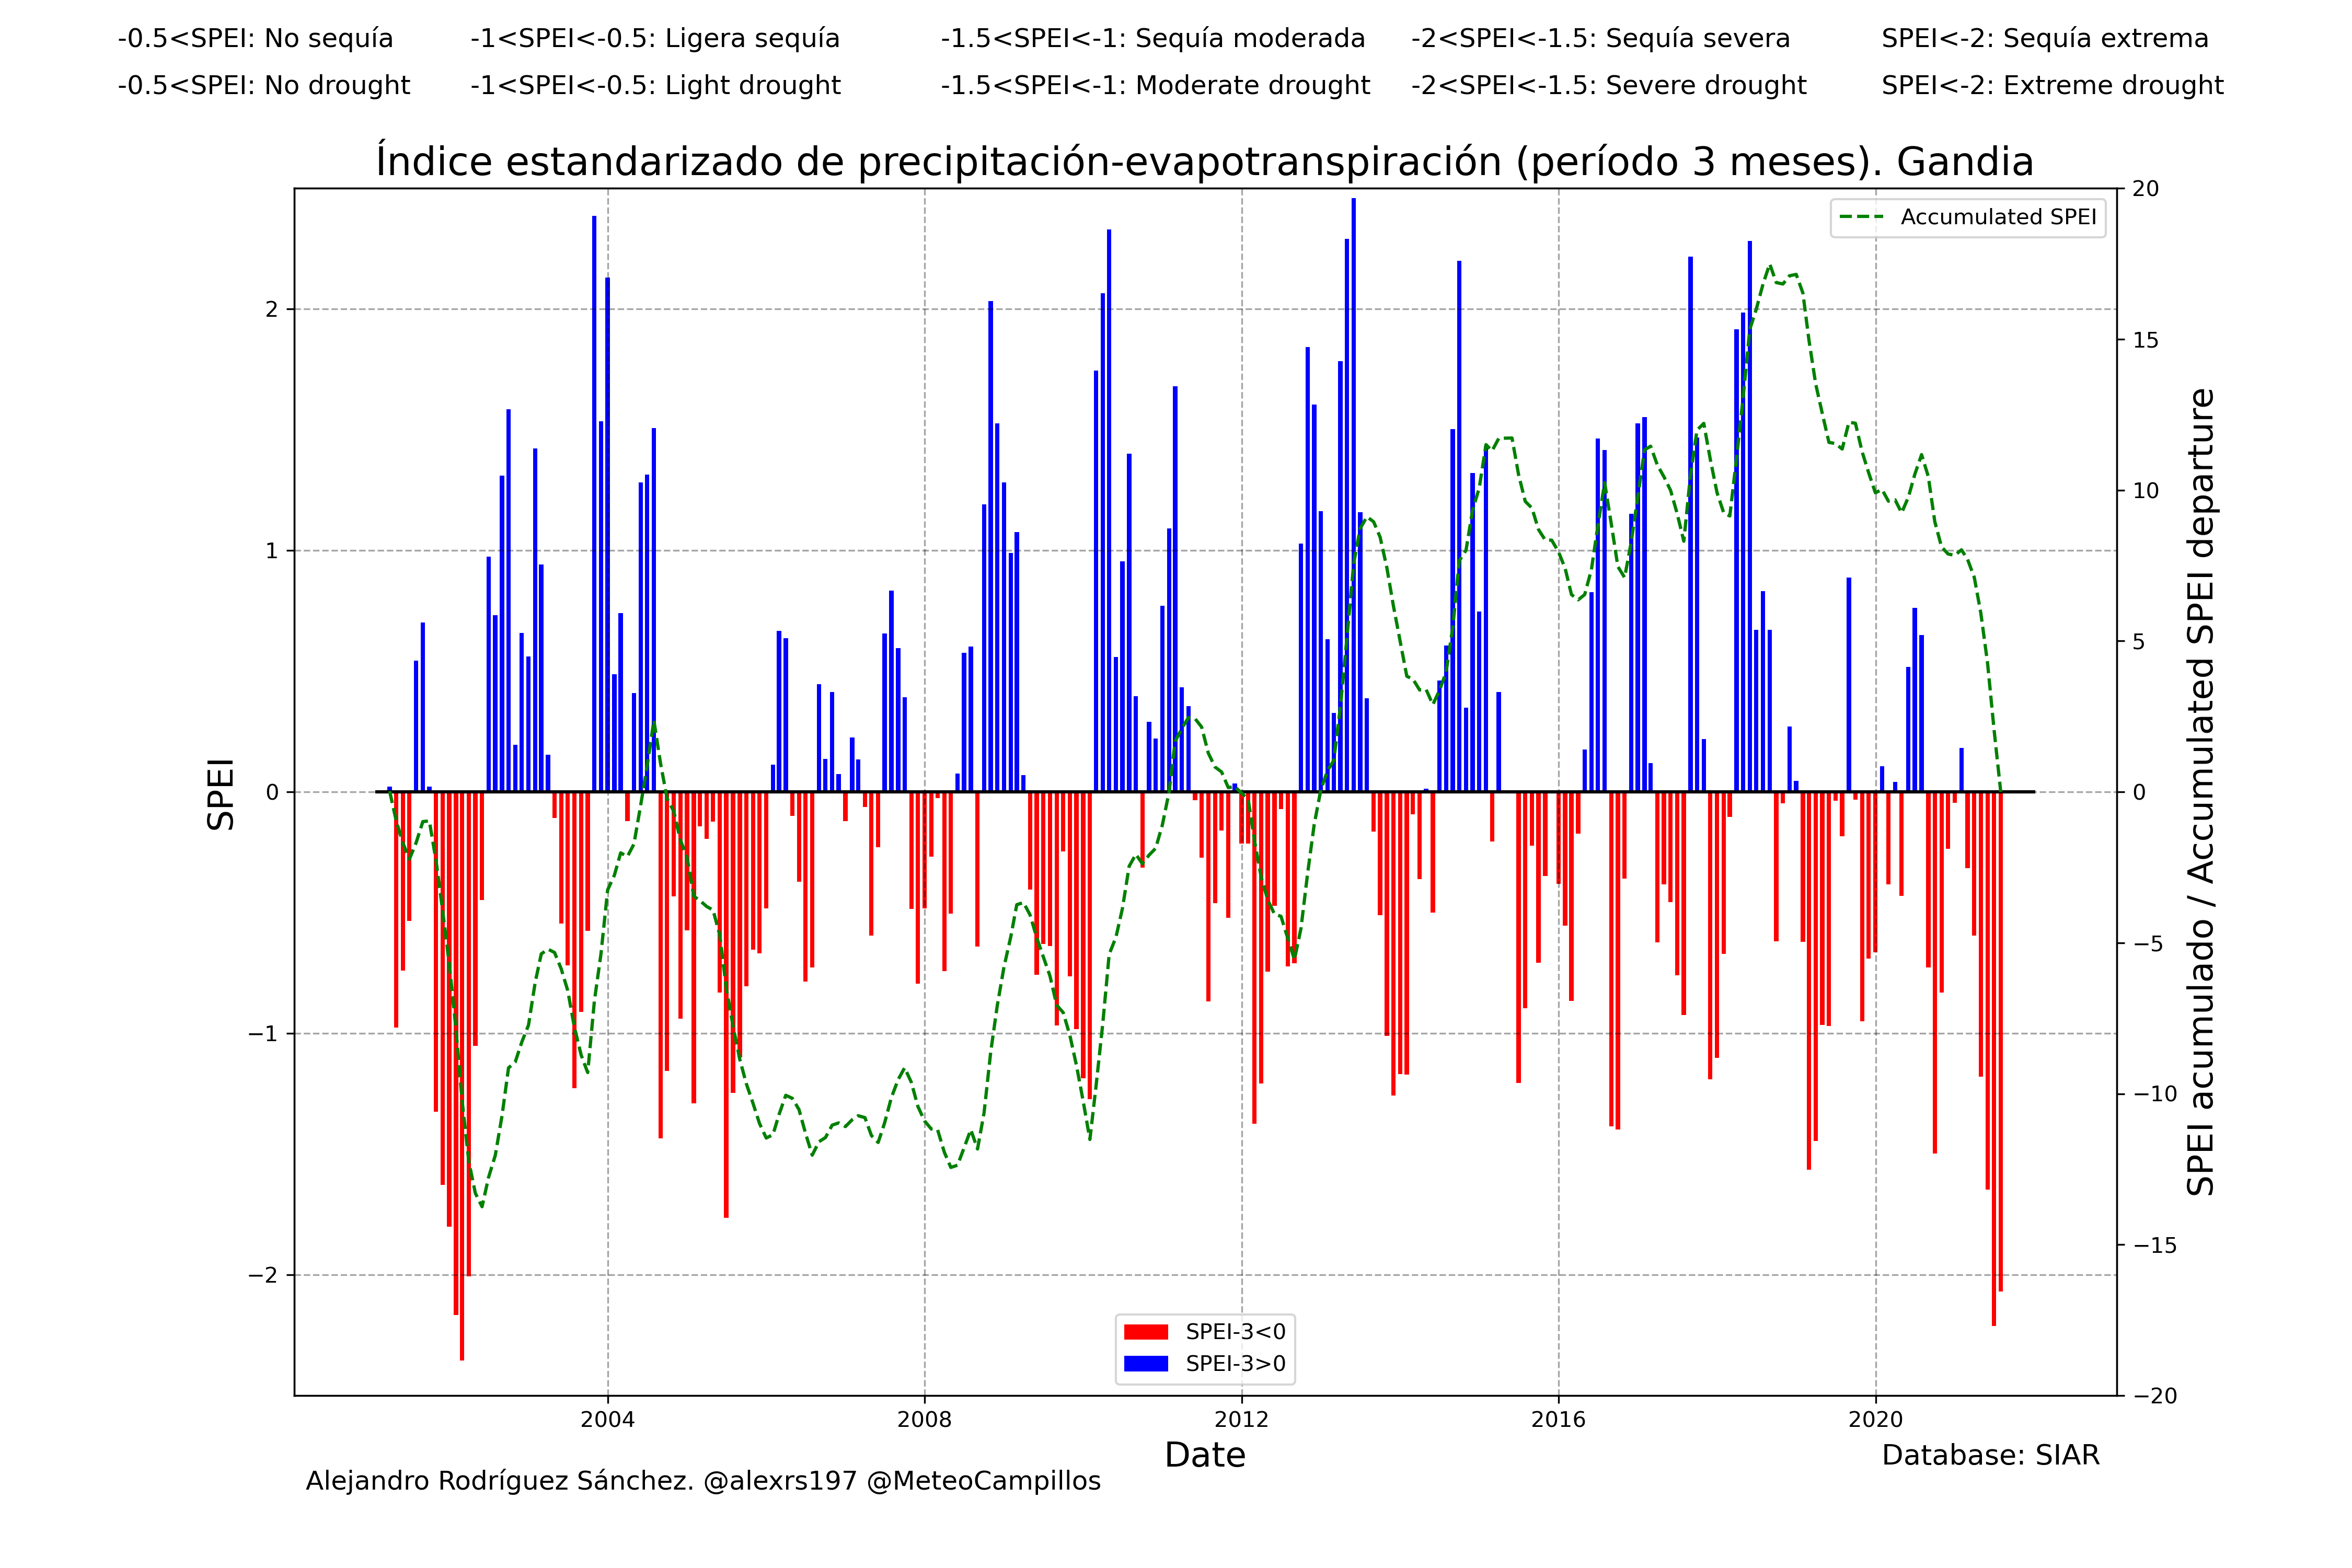 -0.5<SPEI: No sequía -1<SPEI<-0.5: Ligera sequía -1.5<SPEI<-1: Sequía moderada -2<SPEI<-1.5: Sequía severa SPEI<-2: Sequía extrema
-0.5<SPEI: No drought -1<SPEI<-0.5: Light drought -1.5<SPEI<-1: Moderate drought -2<SPEI<-1.5: Severe drought SPEI<-2: Extreme drought
Índice estandarizado de precipitación-evapotranspiración (período 3 meses). Gandia
Accumulated SPEI
SPEI
2
1
0
−1
−2
20
15
10
5
0
−5
−10
−15
−20
SPEI acumulado / Accumulated SPEI departure
SPEI-3<0
SPEI-3>0
2004 2008 2012 2016 2020
Date
Database: SIAR
Alejandro Rodríguez Sánchez. @alexrs197 @MeteoCampillos